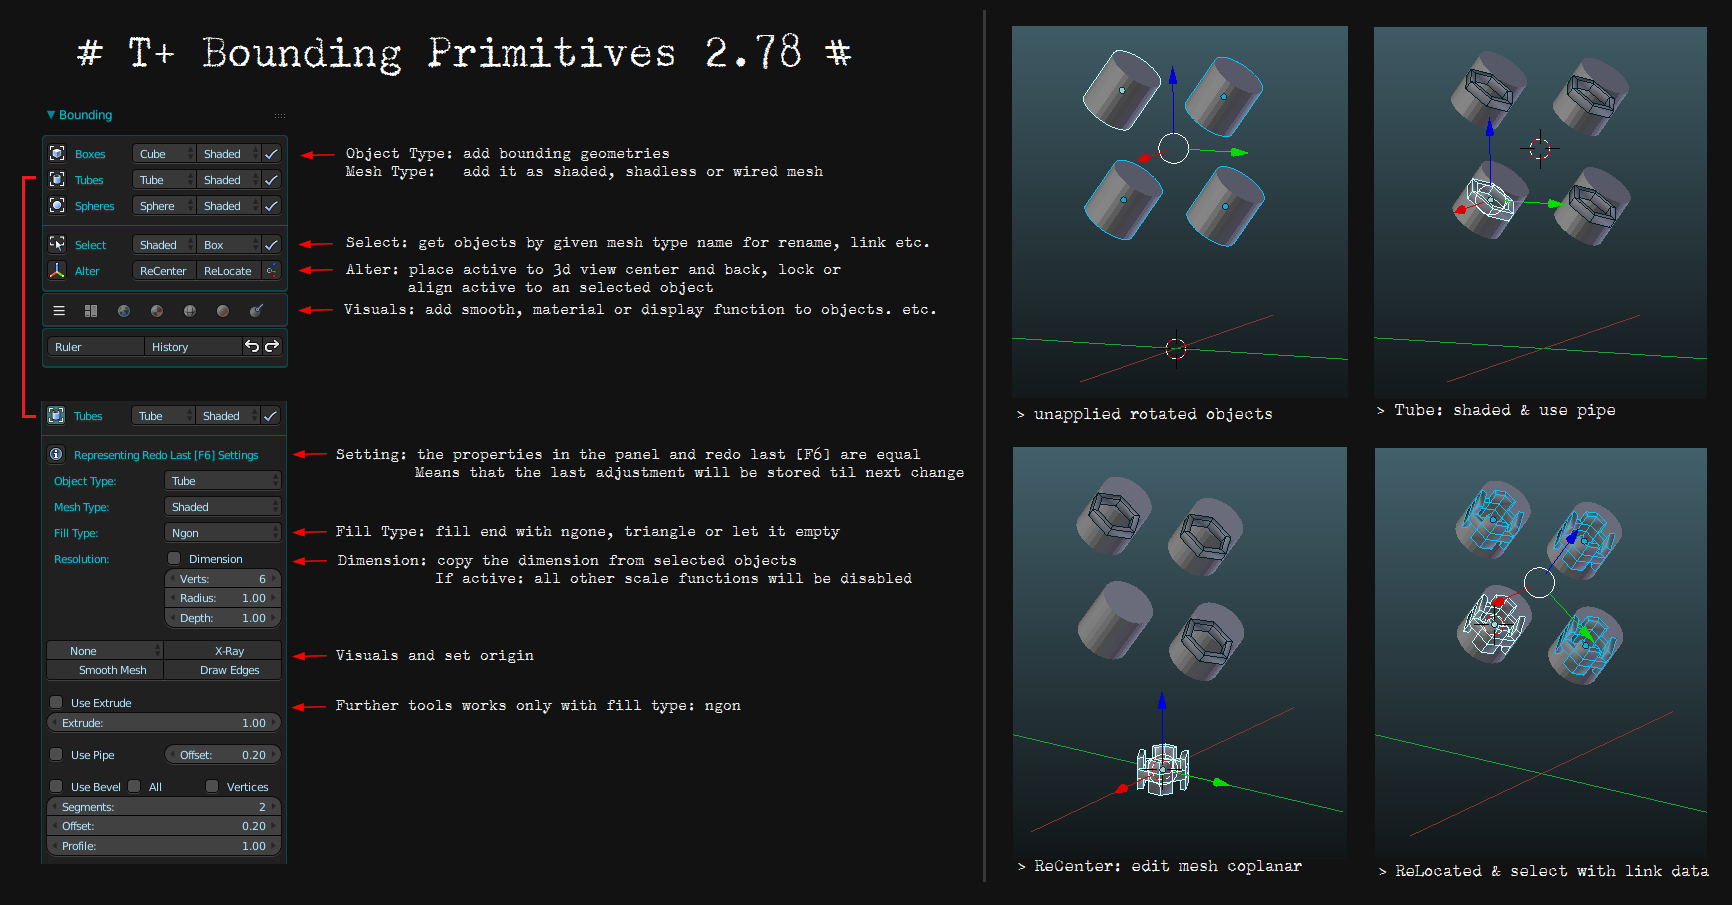 # T+ Bounding Primitives 2.78 #
Bounding
Boxes Cube Shaded
Tubes Tube Shaded
Spheres Sphere Shaded
Select Shaded Box
Alter ReCenter ReLocate
Ruler History
Object Type: add bounding geometries
Mesh Type: add it as shaded, shadless or wired mesh
Select: get objects by given mesh type name for rename, link etc.
Alter: place active to 3d view center and back, lock or
align active to an selected object
Visuals: add smooth, material or display function to objects. etc.
Tubes Tube Shaded
Representing Redo Last [F6] Settings
Object Type: Tube
Mesh Type: Shaded
Fill Type: Ngon
Resolution: Dimension
Verts: 6
Radius: 1.00
Depth: 1.00
None X-Ray
Smooth Mesh Draw Edges
Use Extrude
Extrude: 1.00
Use Pipe Offset: 0.20
Use Bevel All Vertices
Segments: 2
Offset: 0.20
Profile: 1.00
Setting: the properties in the panel and redo last [F6] are equal
Means that the last adjustment will be stored til next change
Fill Type: fill end with ngone, triangle or let it empty
Dimension: copy the dimension from selected objects
If active: all other scale functions will be disabled
Visuals and set origin
Further tools works only with fill type: ngon
> unapplied rotated objects
> Tube: shaded & use pipe
> ReCenter: edit mesh coplanar
> ReLocated & select with link data